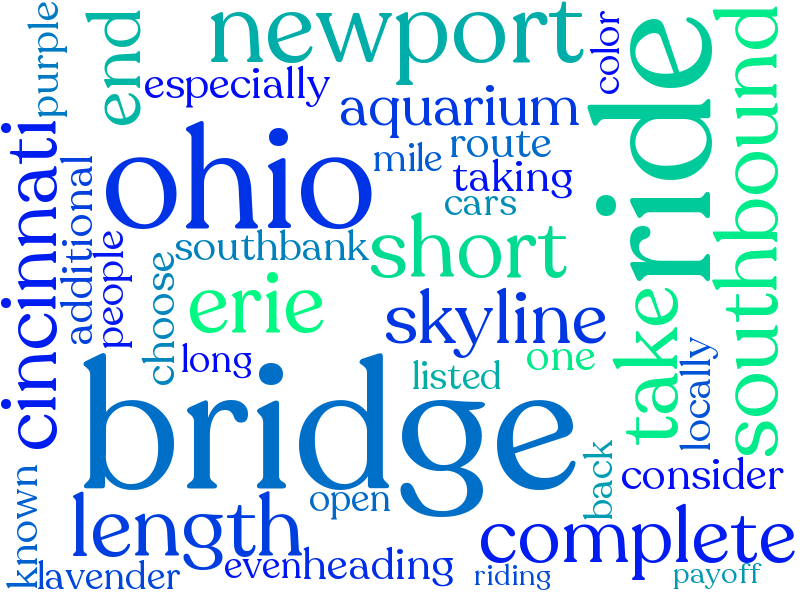 purple
end
newport
color
ride
southbound
especially
aquarium
cincinnati
ohio
mile
route
taking
additional
cars
people
southbank
short
choose
erie
skyline
take
long
one
locally
listed
bridge
known
length
open
back
consider
complete
lavender
even
heading
riding
payoff